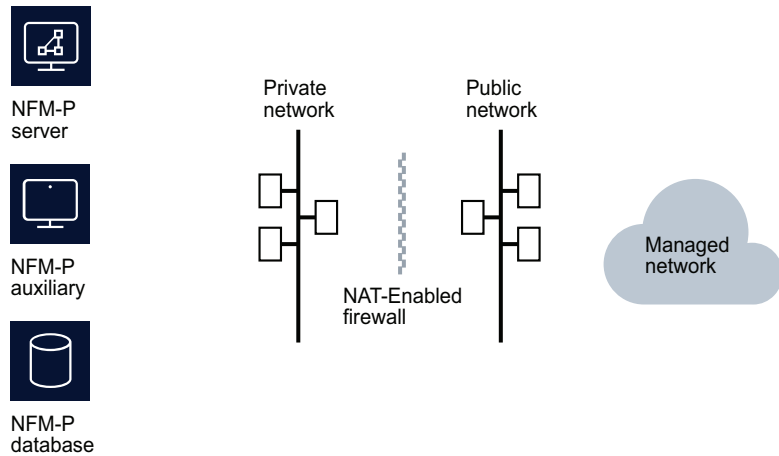 NFM-P
server
NFM-P
auxiliary
NFM-P
database
Private
network
NAT-Enabled
firewall
Public
network
Managed
network